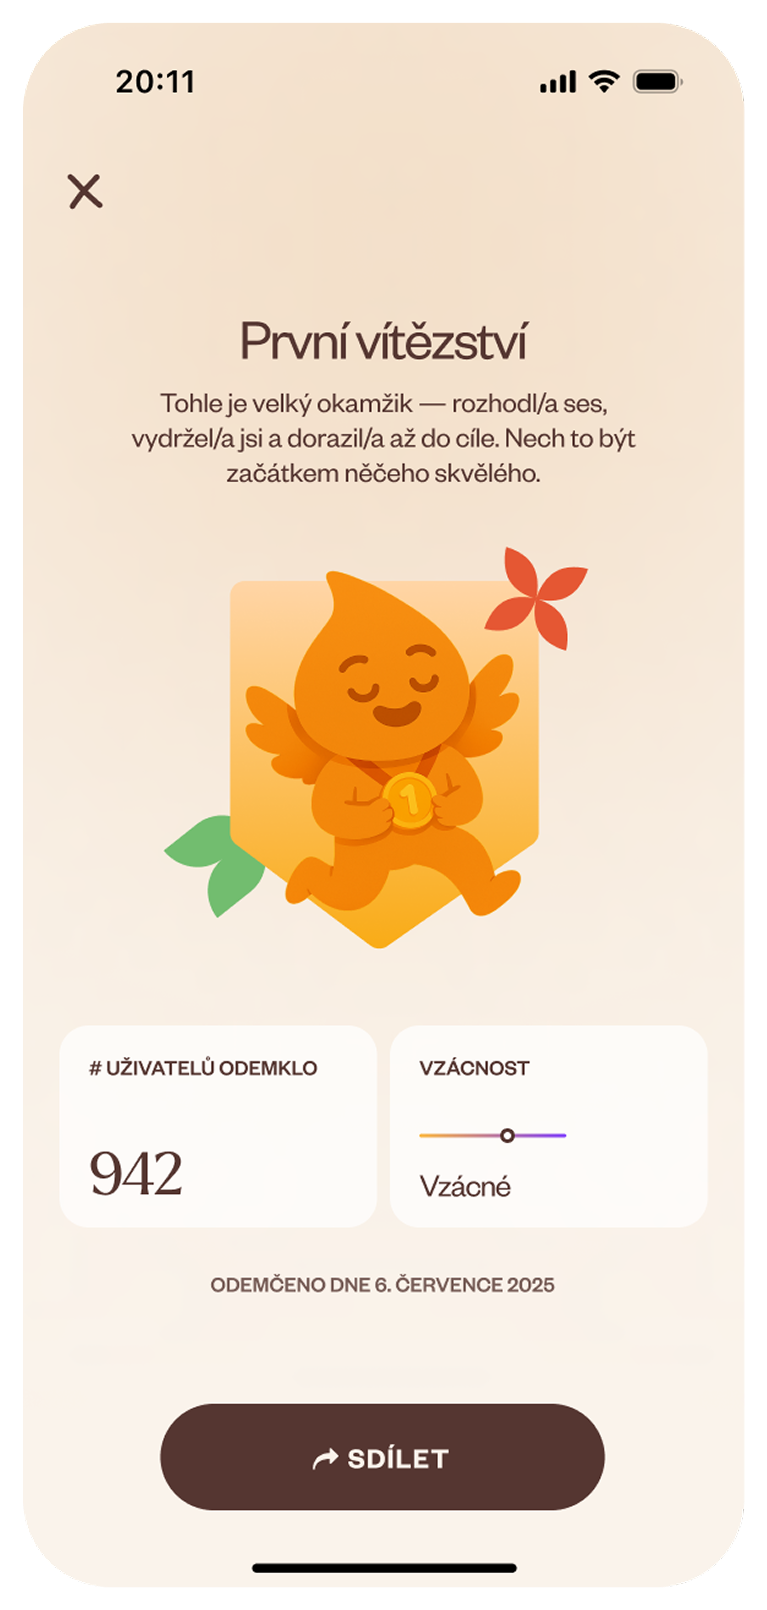 20:11
První vítězství
Tohle je velký okamžik — rozhodl/a ses,
vydržel/a jsi a dorazil/a až do cíle. Nech to být
začátkem něčeho skvělého.
1
# UŽIVATELŮ ODEMKLO
942
VZÁCNOST
Vzácné
ODEMČENO DNE 6. ČERVENCE 2025
SDÍLET